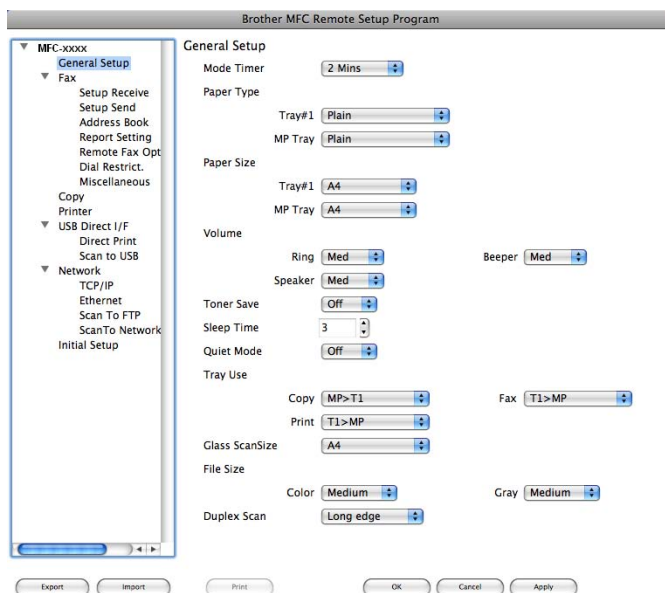 Brother MFC Remote Setup Program
MFC-xxxx
General Setup
Fax
Setup Receive
Setup Send
Address Book
Report Setting
Remote Fax Opt
Dial Restrict.
Miscellaneous
Copy
Printer
USB Direct I/F
Direct Print
Scan to USB
Network
TCP/IP
Ethernet
Scan To FTP
ScanTo Network
Initial Setup
General Setup
Mode Timer 2 Mins
Paper Type
Tray#1 Plain
MP Tray Plain
Paper Size
Tray#1 A4
MP Tray A4
Volume
Ring Med Beeper Med
Speaker Med
Toner Save Off
Sleep Time 3
Quiet Mode Off
Tray Use
Copy MP>T1 Fax T1>MP
Print T1>MP
Glass ScanSize A4
File Size
Color Medium Gray Medium
Duplex Scan Long edge
Export Import Print OK Cancel Apply